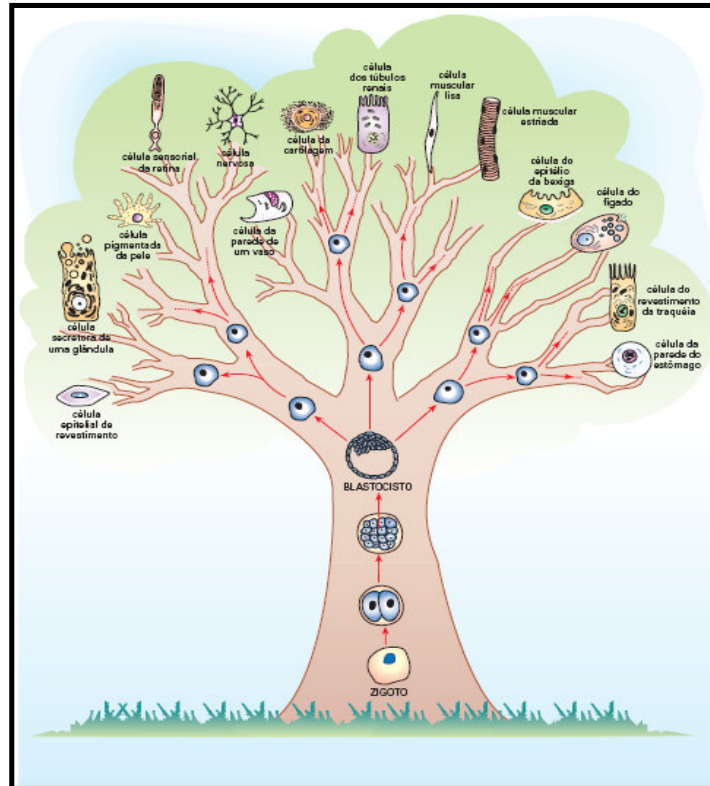 célula
dos túbulos
renais
célula
muscular
lisa
célula muscular
estriada
célula sensorial
da retina
célula
nervosa
célula da
cartilagem
célula do
epitélio
da bexiga
célula do
fígado
célula
pigmentada
da pele
célula da
parede de
um vaso
célula
secretora de
uma glândula
célula do
revestimento
da traquéia
célula da
parede do
estômago
célula
epitelial de
revestimento
BLASTOCISTO
ZIGOTO